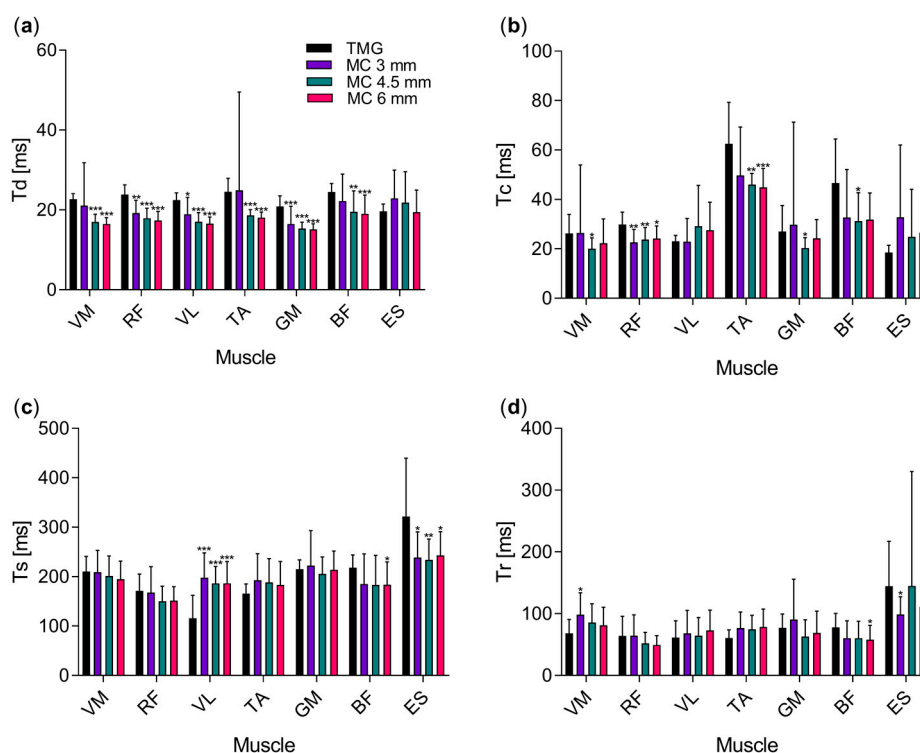 (a)
60
40
20
0
Td [ms]
TMG
MC 3 mm
MC 4.5 mm
MC 6 mm
*** *** ** *** *** * *** *** *** *** *** *** *** ** ***
VM RF VL TA GM BF ES
Muscle
(b)
100
80
60
40
20
0
Tc [ms]
* ** ** * ** *** * *
VM RF VL TA GM BF ES
Muscle
(c)
500
400
300
200
100
0
Ts [ms]
*** *** *** * * ** *
VM RF VL TA GM BF ES
Muscle
(d)
400
300
200
100
0
Tr [ms]
* * *
VM RF VL TA GM BF ES
Muscle